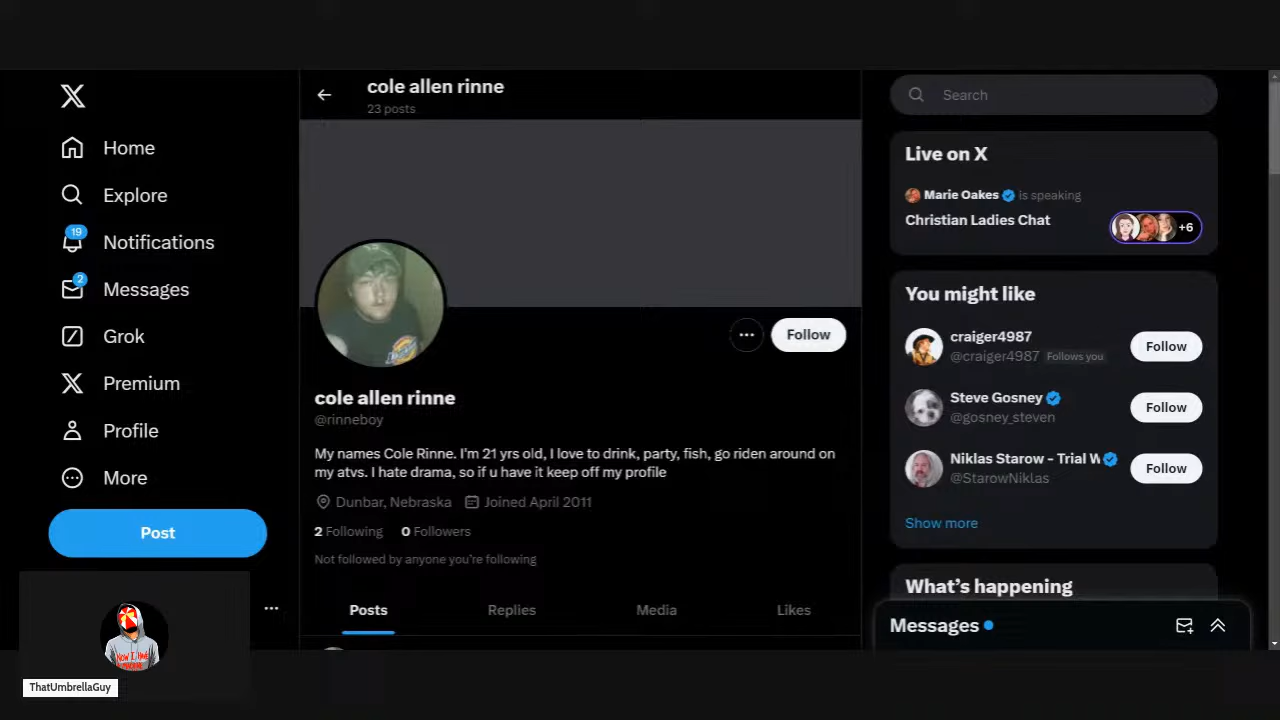 cole allen rinne
23 posts
Home
Explore
19
Notifications
2
Messages
Grok
Premium
Profile
More
Post
ThatUmbrellaGuy
Follow
cole allen rinne
@rinneboy
My names Cole Rinne. I'm 21 yrs old, I love to drink, party, fish, go riden around on
my atvs. I hate drama, so if u have it keep off my profile
Dunbar, Nebraska Joined April 2011
2 Following 0 Followers
Not followed by anyone you're following
Posts Replies Media Likes
Search
Live on X
Marie Oakes is speaking
Christian Ladies Chat
+6
You might like
craiger4987
@craiger4987 Follows you
Follow
Steve Gosney
@gosney_steven
Follow
Niklas Starow - Trial W
@StarowNiklas
Follow
Show more
What's happening
Messages